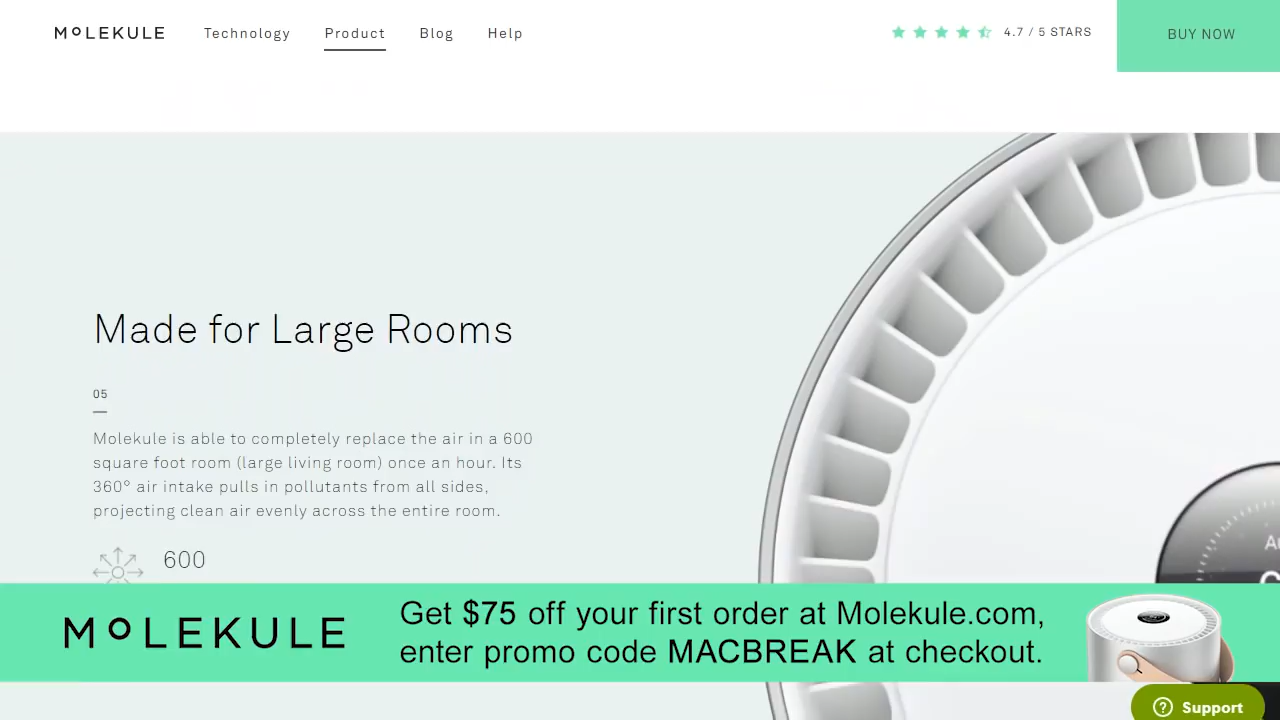 MOLEKULE
Technology
Product
Blog
Help
4.7 / 5 STARS
BUY NOW
Made for Large Rooms
05
Molekule is able to completely replace the air in a 600
square foot room (large living room) once an hour. Its
360° air intake pulls in pollutants from all sides,
projecting clean air evenly across the entire room.
600
MOLEKULE
Get $75 off your first order at Molekule.com,
enter promo code MACBREAK at checkout.
Support